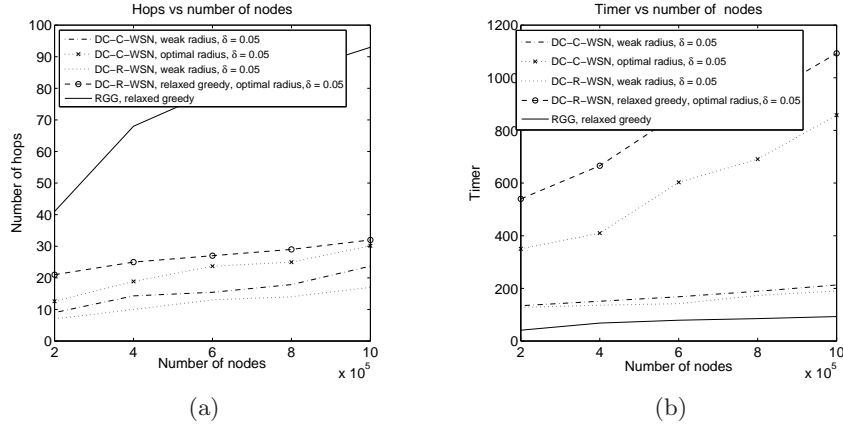 Hops vs number of nodes
DC-C-WSN, weak radius, δ = 0.05
DC-C-WSN, optimal radius, δ = 0.05
DC-R-WSN, weak radius, δ = 0.05
DC-R-WSN, relaxed greedy, optimal radius, δ = 0.05
RGG, relaxed greedy
100
90
80
70
60
50
40
30
20
10
0
Number of hops
2
4
6
8
10
Number of nodes
x 10^5
(a)
Timer vs number of nodes
DC-C-WSN, weak radius, δ = 0.05
DC-C-WSN, optimal radius, δ = 0.05
DC-R-WSN, weak radius, δ = 0.05
DC-R-WSN, relaxed greedy, optimal radius, δ = 0.05
RGG, relaxed greedy
1200
1000
800
600
400
200
0
Timer
2
4
6
8
10
Number of nodes
x 10^5
(b)